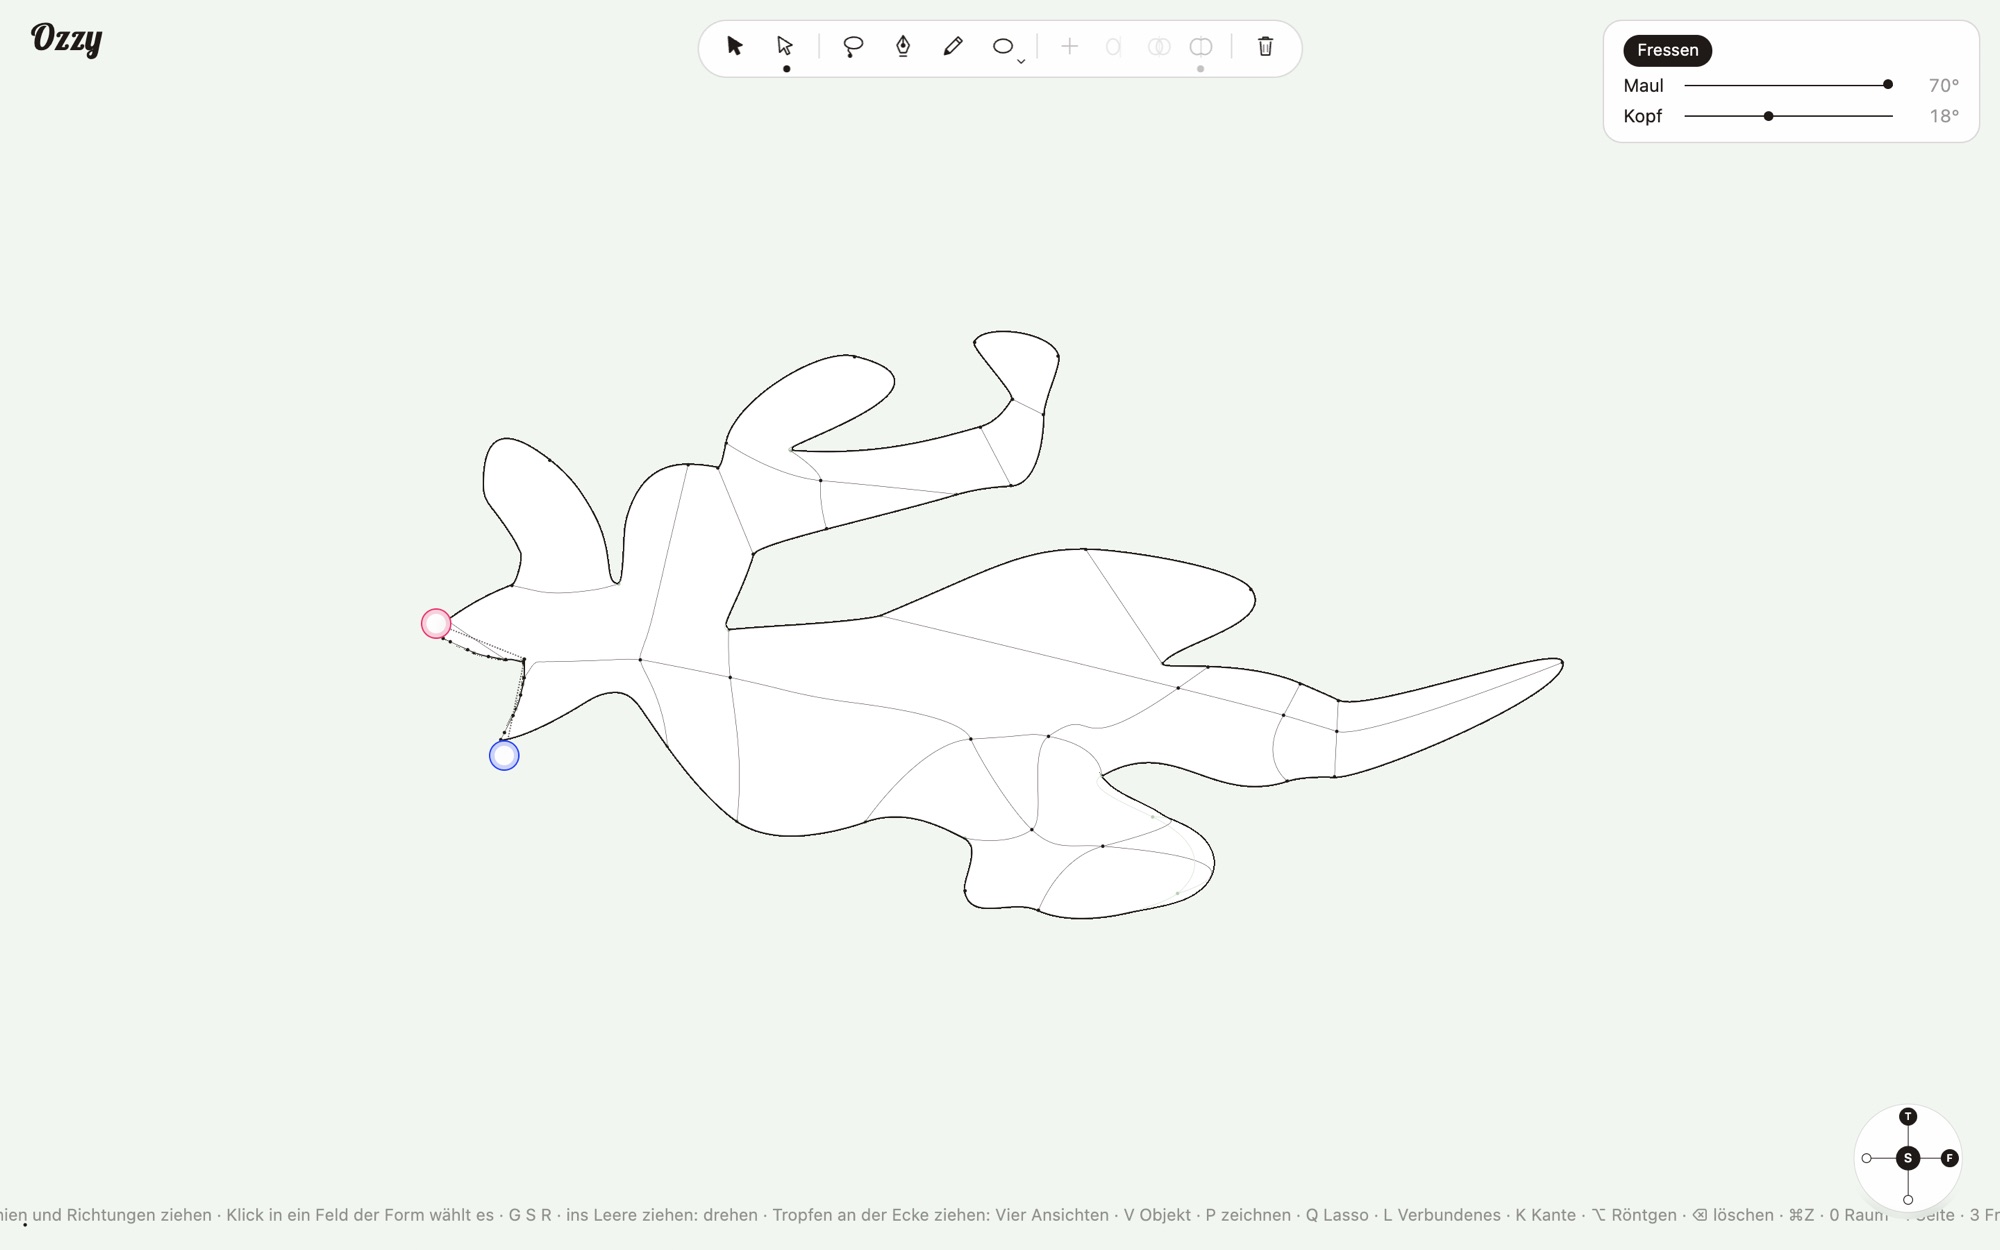 Ozzy
Fressen
Maul 70°
Kopf 18°
T
S F
und Richtungen ziehen · Klick in ein Feld der Form wählt es · G S R · ins Leere ziehen: drehen · Tropfen an der Ecke ziehen: Vier Ansichten · V Objekt · P zeichnen · Q Lasso · L Verbundenes · K Kante · ⌥ Röntgen · ⌫ löschen · ⌘Z · 0 Raum · Seite · 3